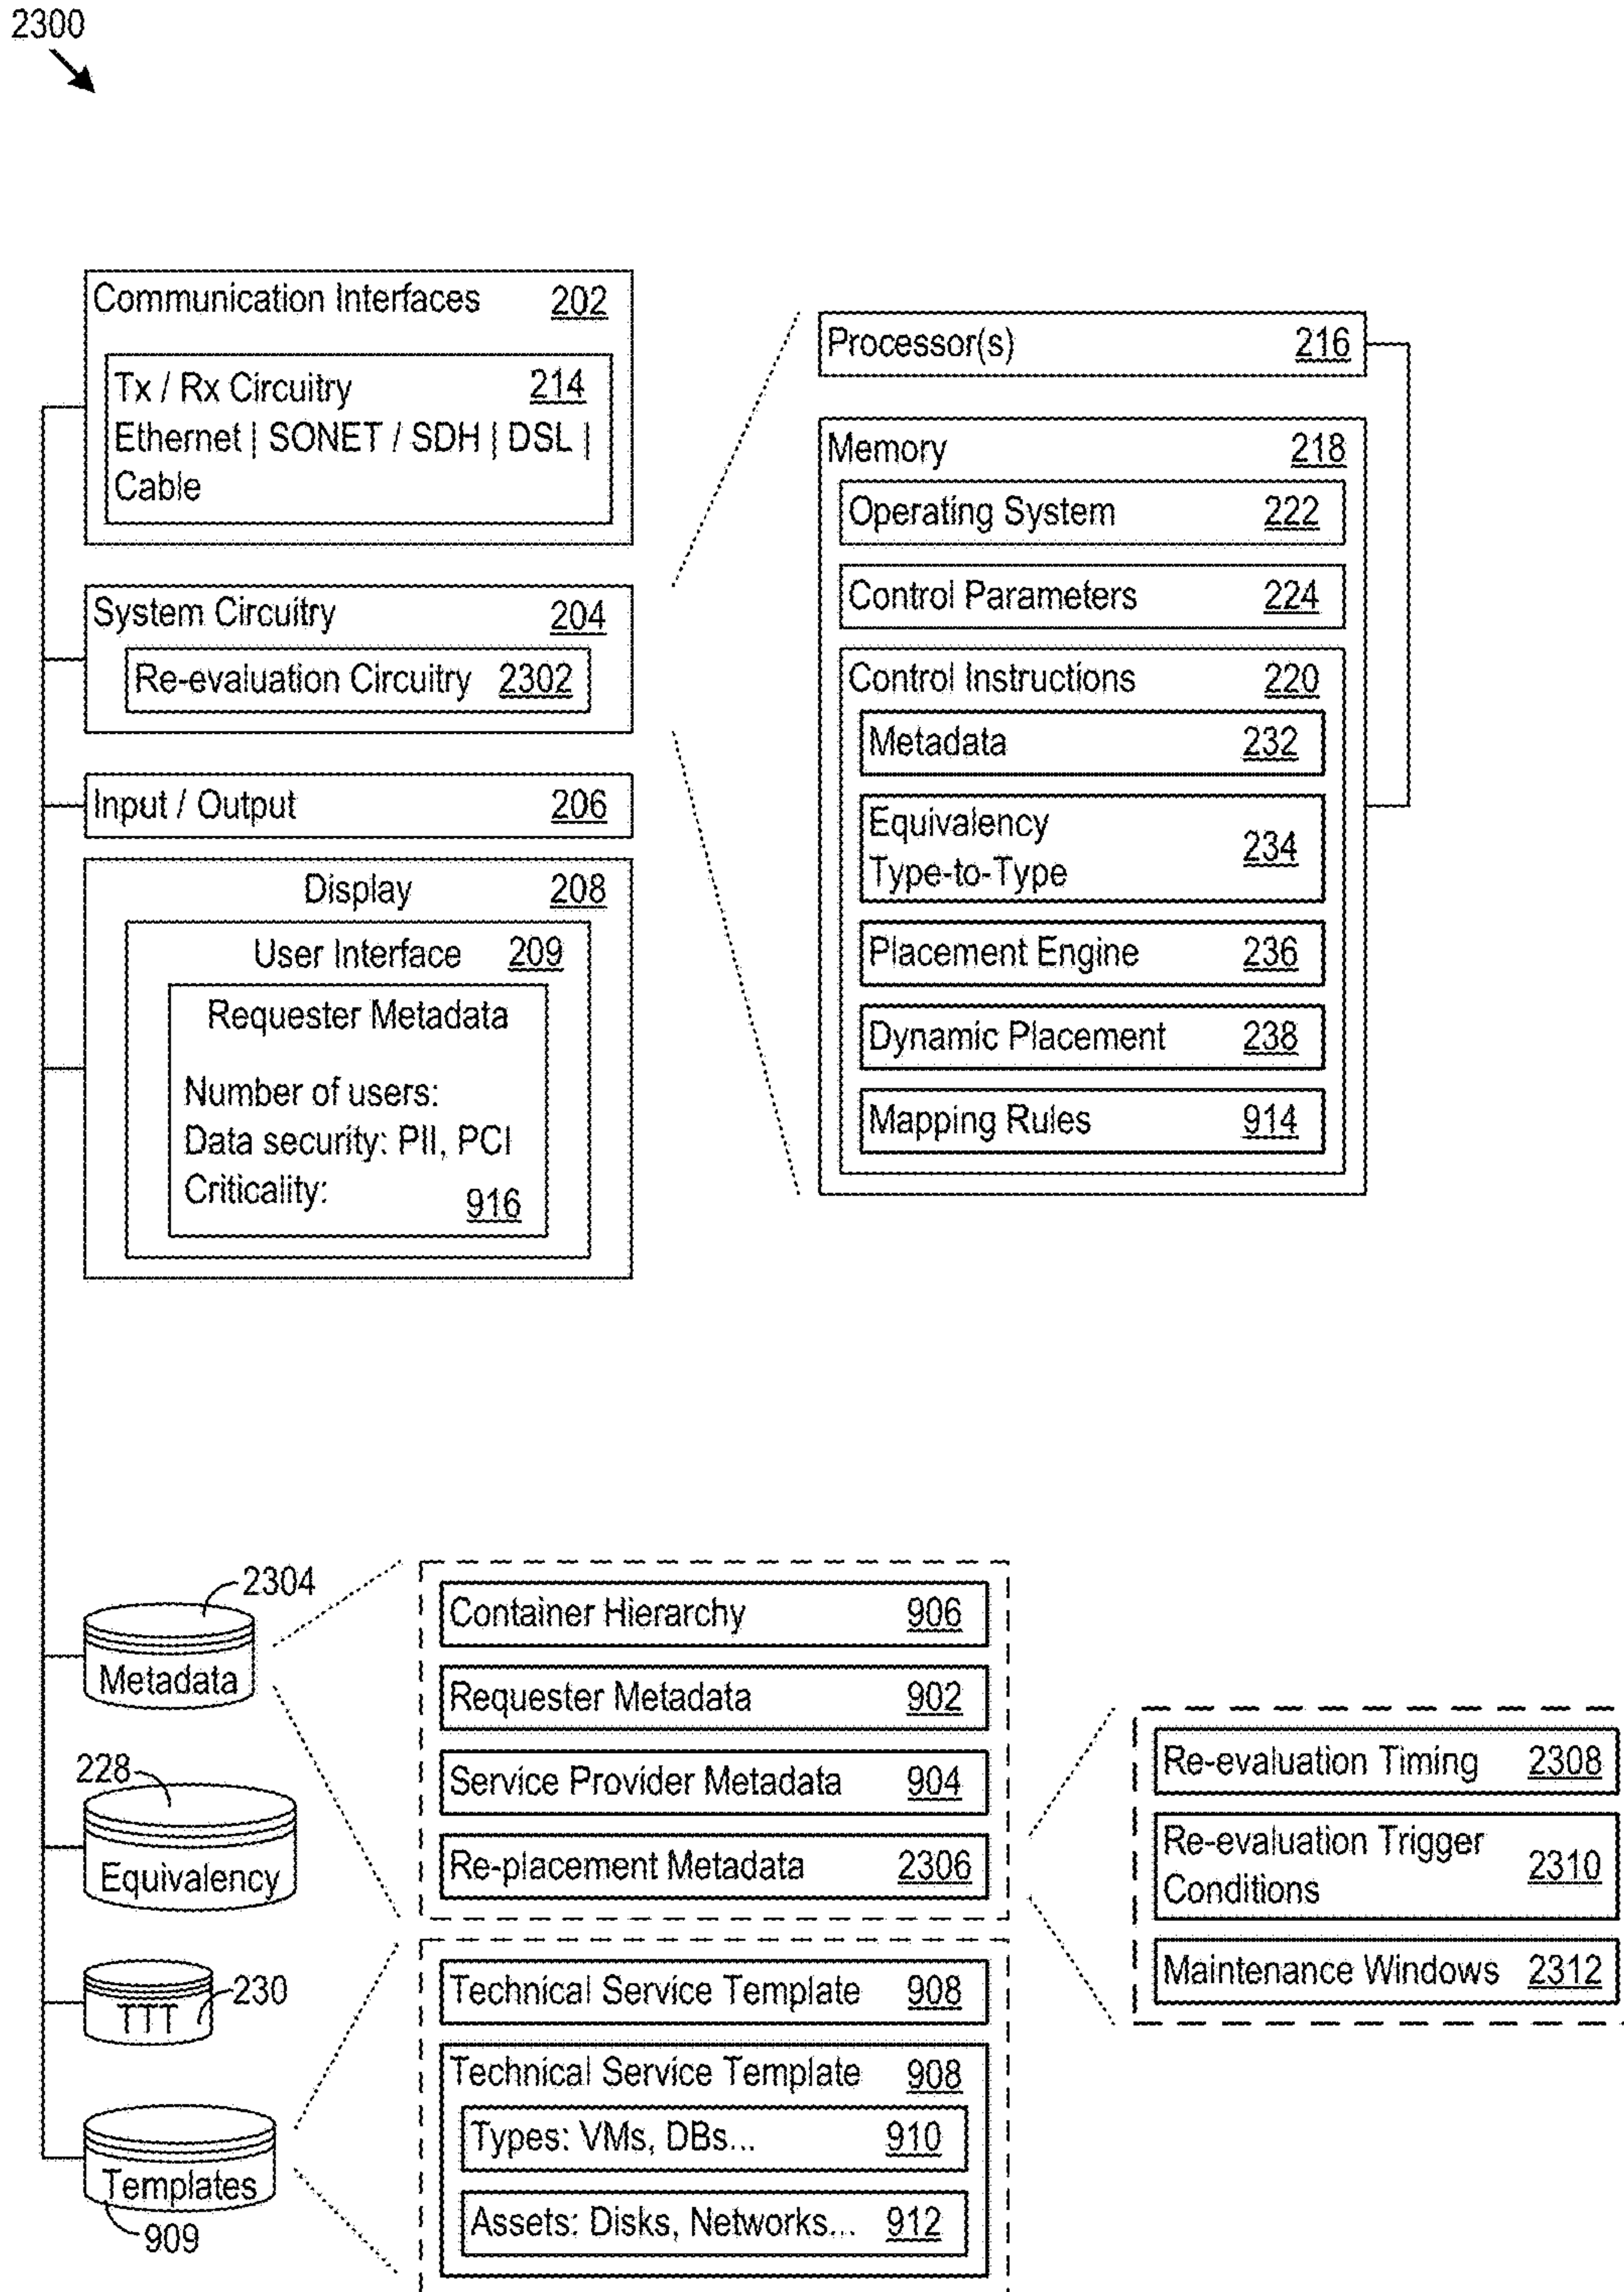 2300
Communication Interfaces 202
Tx / Rx Circuitry 214
Ethernet | SONET / SDH | DSL |
Cable
System Circuitry 204
Re-evaluation Circuitry 2302
Input / Output 206
Display 208
User Interface 209
Requester Metadata
Number of users:
Data security: PII, PCI
Criticality:
916
Processor(s) 216
Memory 218
Operating System 222
Control Parameters 224
Control Instructions 220
Metadata 232
Equivalency
Type-to-Type
234
Placement Engine 236
Dynamic Placement 238
Mapping Rules 914
2304
Metadata
228
Equivalency
TTT
230
Templates
909
Container Hierarchy 906
Requester Metadata 902
Service Provider Metadata 904
Re-placement Metadata 2306
Technical Service Template 908
Technical Service Template 908
Types: VMs, DBs... 910
Assets: Disks, Networks... 912
Re-evaluation Timing 2308
Re-evaluation Trigger
Conditions
2310
Maintenance Windows 2312